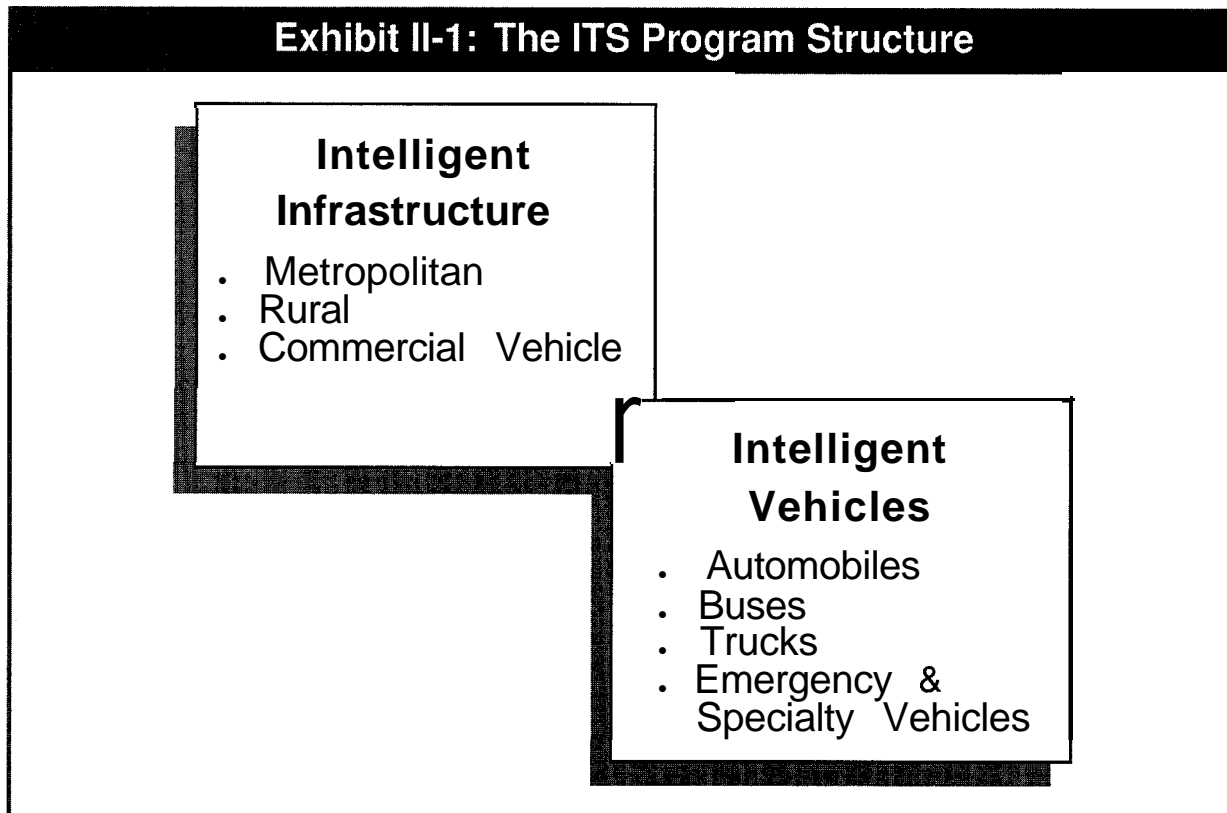 Exhibit II-1: The ITS Program Structure
Intelligent
Infrastructure
. Metropolitan
. Rural
. Commercial Vehicle
Intelligent
Vehicles
. Automobiles
. Buses
. Trucks
. Emergency &
Specialty Vehicles